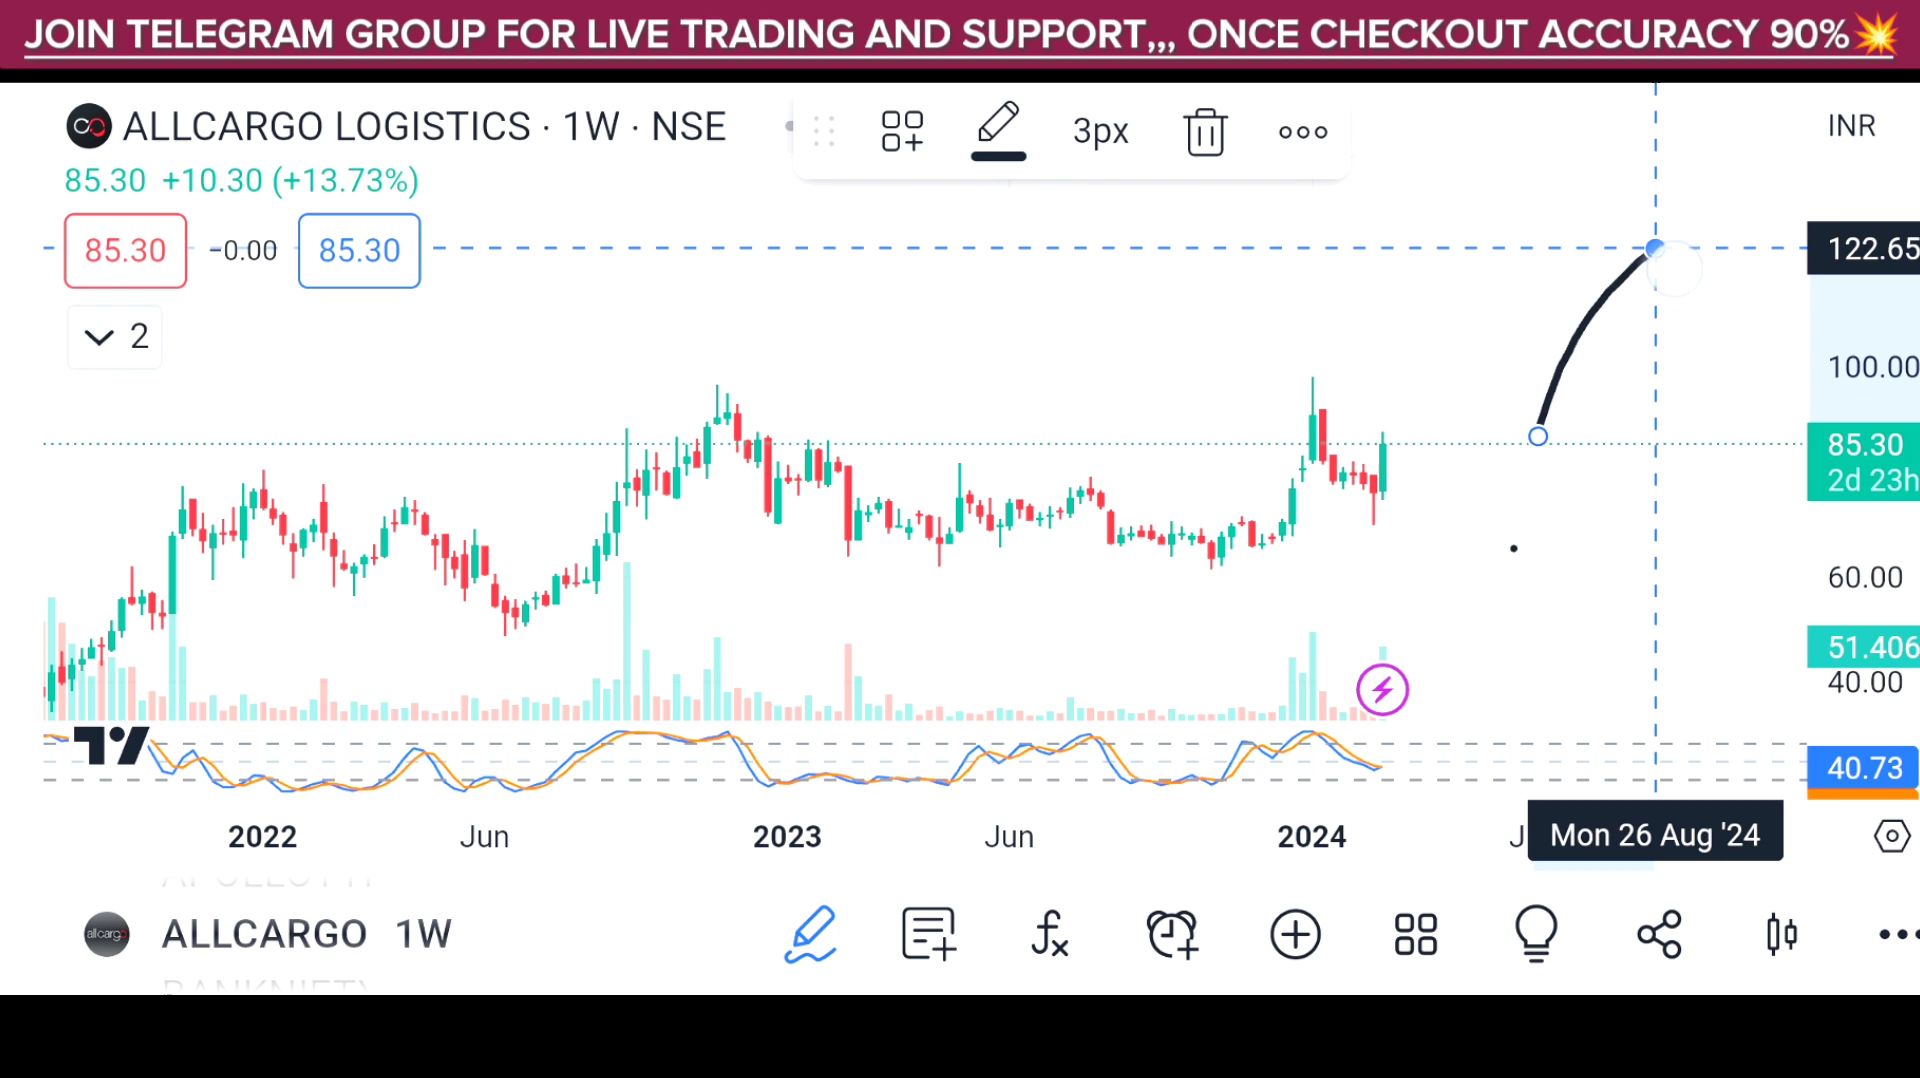 JOIN TELEGRAM GROUP FOR LIVE TRADING AND SUPPORT,,, ONCE CHECKOUT ACCURACY 90%💥
ALLCARGO LOGISTICS · 1W · NSE
3px
INR
85.30 +10.30 (+13.73%)
85.30 -0.00 85.30
122.65
2
100.00
85.30
2d 23h
60.00
51.406
40.00
40.73
2022 Jun 2023 Jun 2024 J Mon 26 Aug '24
allcargo ALLCARGO 1W
BANKNIFTY